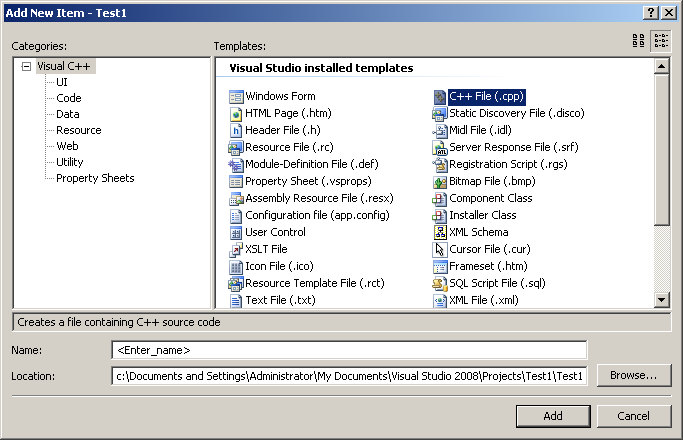 Add New Item - Test1
Categories:
Templates:
Visual C++
UI
Code
Data
Resource
Web
Utility
Property Sheets
Visual Studio installed templates
Windows Form
C++ File (.cpp)
HTML Page (.htm)
Static Discovery File (.disco)
Header File (.h)
Midl File (.idl)
Resource File (.rc)
Server Response File (.srf)
Module-Definition File (.def)
Registration Script (.rgs)
Property Sheet (.vsprops)
Bitmap File (.bmp)
Assembly Resource File (.resx)
Component Class
Configuration file (app.config)
Installer Class
User Control
XML Schema
XSLT File
Cursor File (.cur)
Icon File (.ico)
Frameset (.htm)
Resource Template File (.rct)
SQL Script File (.sql)
Text File (.txt)
XML File (.xml)
Creates a file containing C++ source code
Name:
<Enter_name>
Location:
c:\Documents and Settings\Administrator\My Documents\Visual Studio 2008\Projects\Test1\Test1
Browse...
Add
Cancel